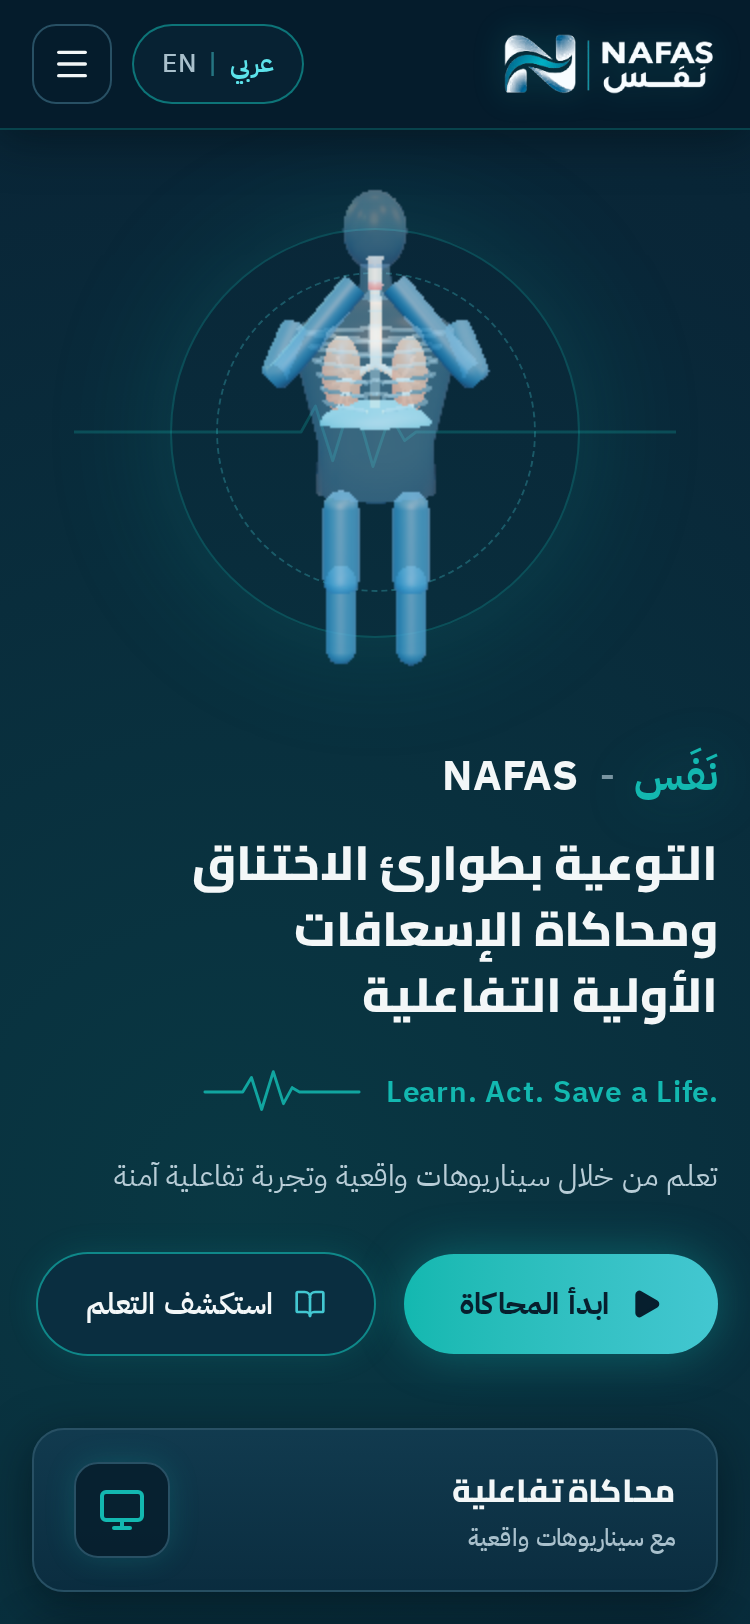 NAFAS
نَفَس
عربي | EN
نَفَس - NAFAS
التوعية بطوارئ الاختناق
ومحاكاة الإسعافات
الأولية التفاعلية
Learn. Act. Save a Life.
تعلم من خلال سيناريوهات واقعية وتجربة تفاعلية آمنة
ابدأ المحاكاة
استكشف التعلم
محاكاة تفاعلية
مع سيناريوهات واقعية